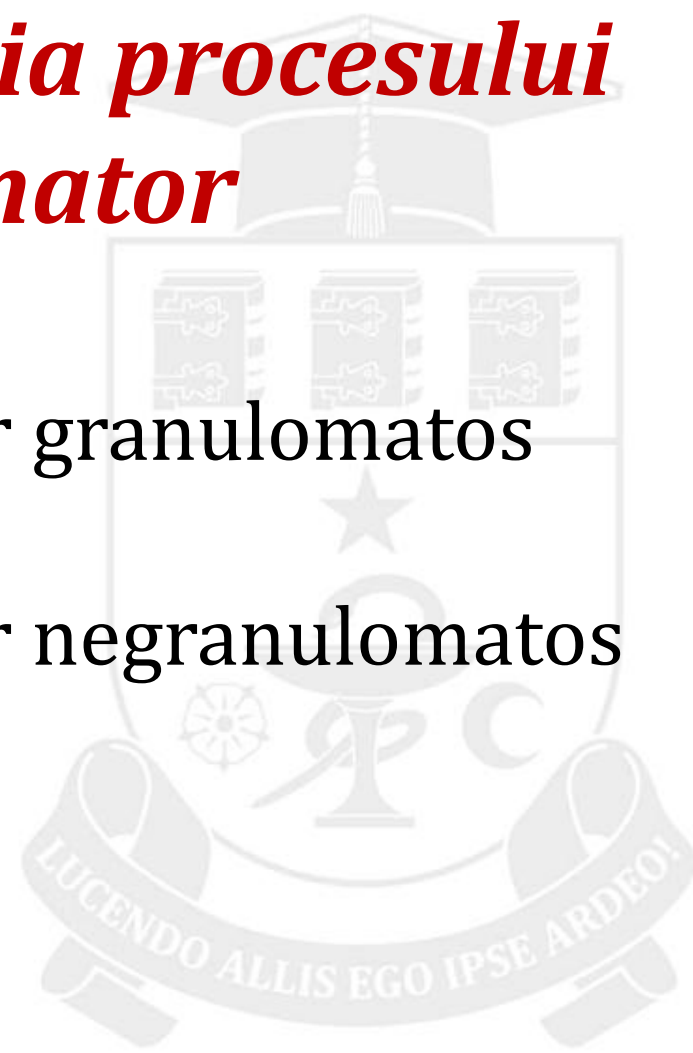 ia procesului
nator
r granulomatos
r negranulomatos
LUCENDO ALLIS EGO IPSE ARDEO!